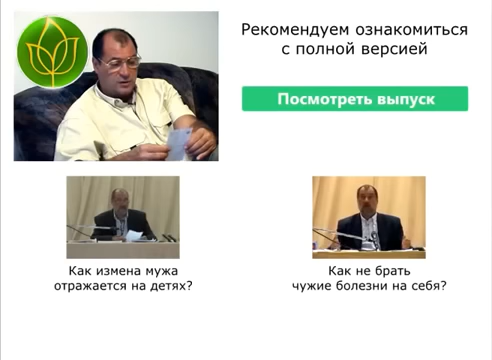 Рекомендуем ознакомиться
с полной версией
Посмотреть выпуск
Как измена мужа
отражается на детях?
Как не брать
чужие болезни на себя?